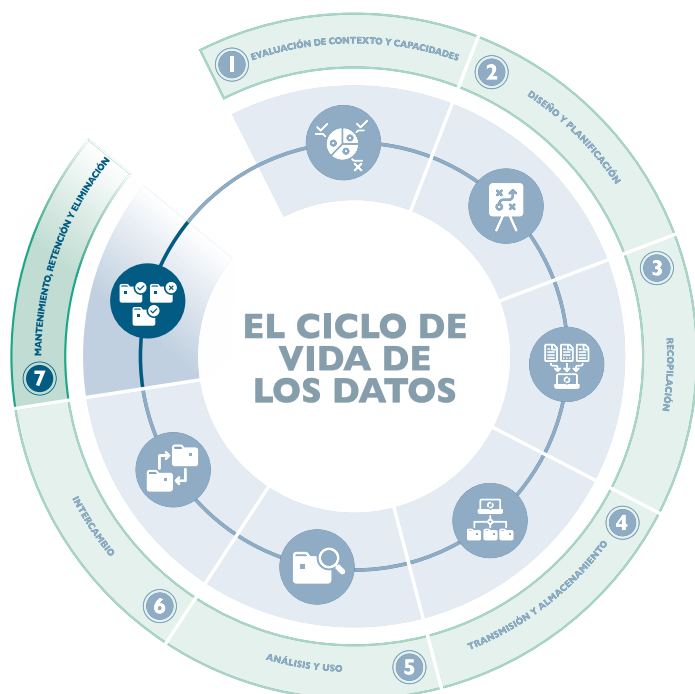 1 EVALUACIÓN DE CONTEXTO Y CAPACIDADES
2 DISEÑO Y PLANIFICACIÓN
3 RECOPILACIÓN
4 TRANSMISIÓN Y ALMACENAMIENTO
5 ANÁLISIS Y USO
6 INTERCAMBIO
7 MANTENIMIENTO, RETENCIÓN Y ELIMINACIÓN
EL CICLO DE
VIDA DE
LOS DATOS